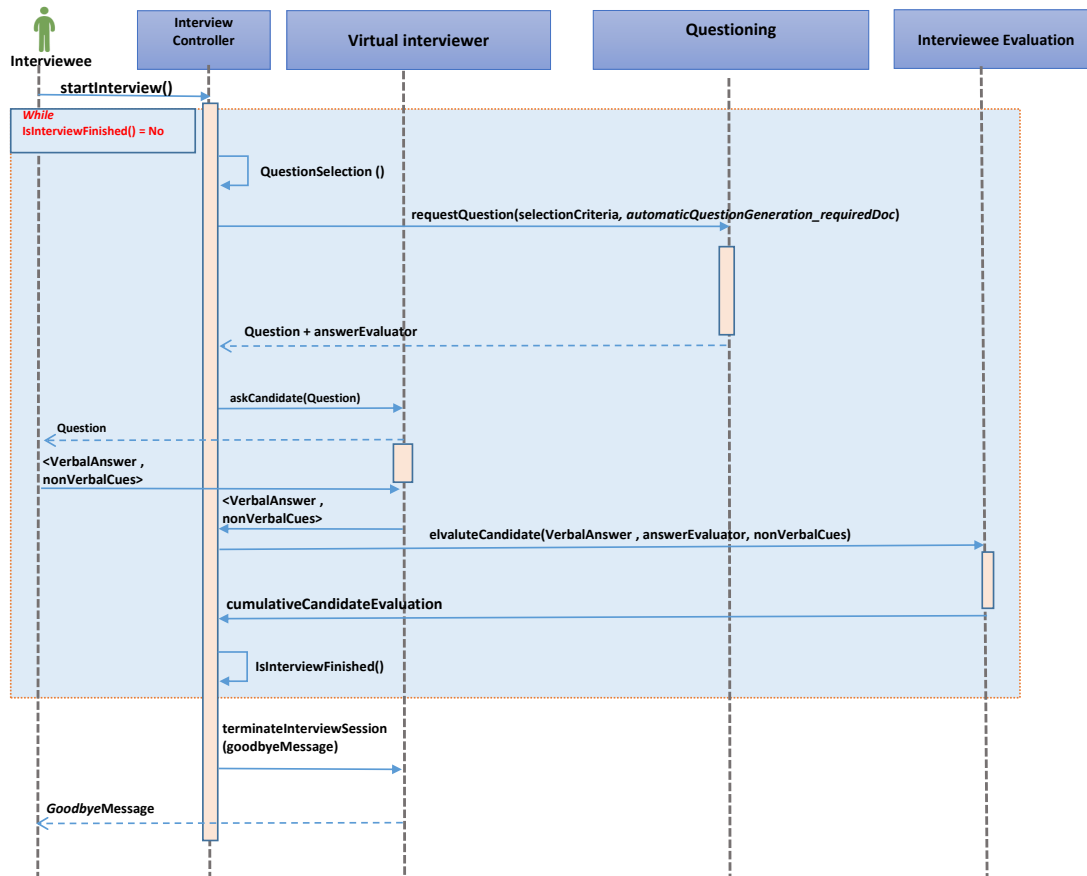 Interviewee
Interview
Controller
Virtual interviewer
Questioning
Interviewee Evaluation
startInterview()
While
IsInterviewFinished() = No
QuestionSelection ()
requestQuestion(selectionCriteria, automaticQuestionGeneration_requiredDoc)
Question + answerEvaluator
askCandidate(Question)
Question
<VerbalAnswer ,
nonVerbalCues>
<VerbalAnswer ,
nonVerbalCues>
elvaluteCandidate(VerbalAnswer , answerEvaluator, nonVerbalCues)
cumulativeCandidateEvaluation
IsInterviewFinished()
terminateInterviewSession
(goodbyeMessage)
GoodbyeMessage